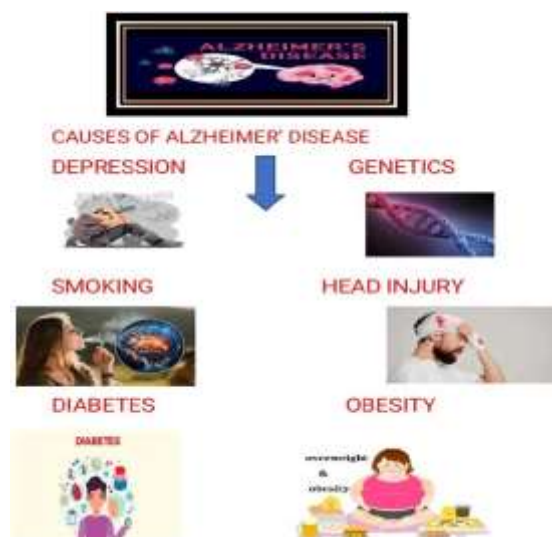 ALZHEIMER'S
DISEASE
CAUSES OF ALZHEIMER' DISEASE
DEPRESSION
GENETICS
SMOKING
HEAD INJURY
DIABETES
OBESITY
DIABETES
overweight
&
obesity